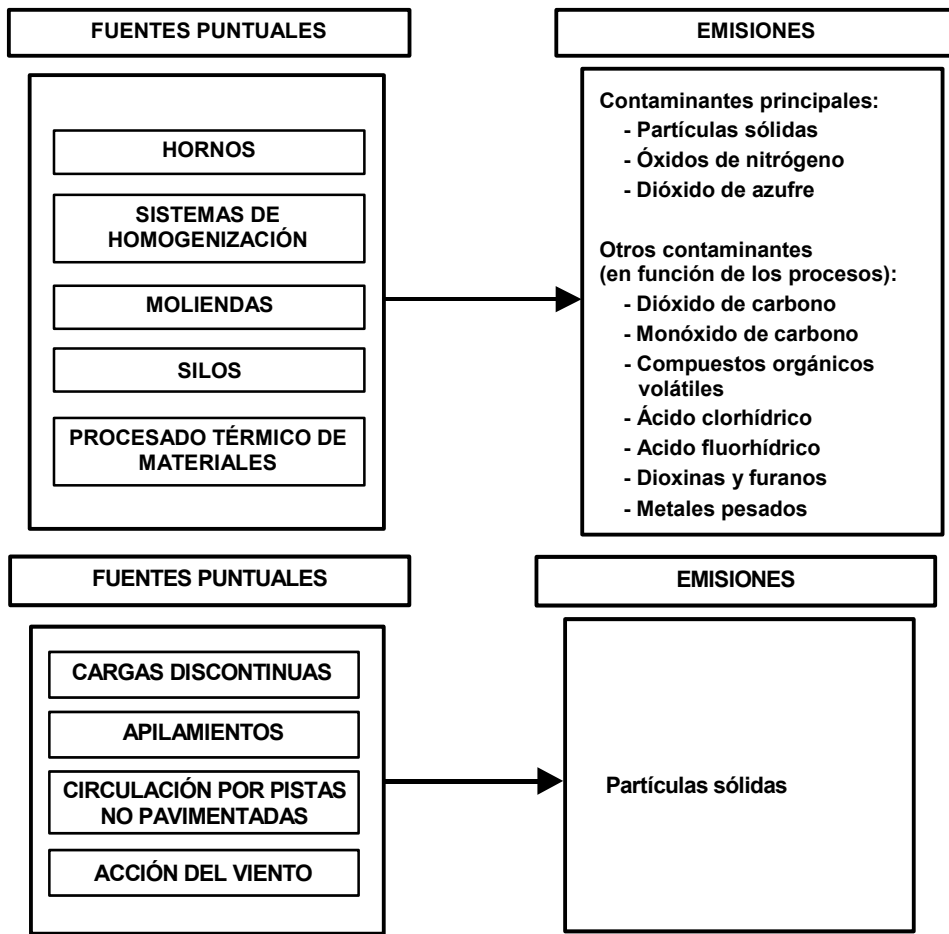 FUENTES PUNTUALES
HORNOS
SISTEMAS DE
HOMOGENIZACIÓN
MOLIENDAS
SILOS
PROCESADO TÉRMICO DE
MATERIALES
EMISIONES
Contaminantes principales:
- Partículas sólidas
- Óxidos de nitrógeno
- Dióxido de azufre
Otros contaminantes
(en función de los procesos):
- Dióxido de carbono
- Monóxido de carbono
- Compuestos orgánicos
volátiles
- Ácido clorhídrico
- Acido fluorhídrico
- Dioxinas y furanos
- Metales pesados
FUENTES PUNTUALES
CARGAS DISCONTINUAS
APILAMIENTOS
CIRCULACIÓN POR PISTAS
NO PAVIMENTADAS
ACCIÓN DEL VIENTO
EMISIONES
Partículas sólidas